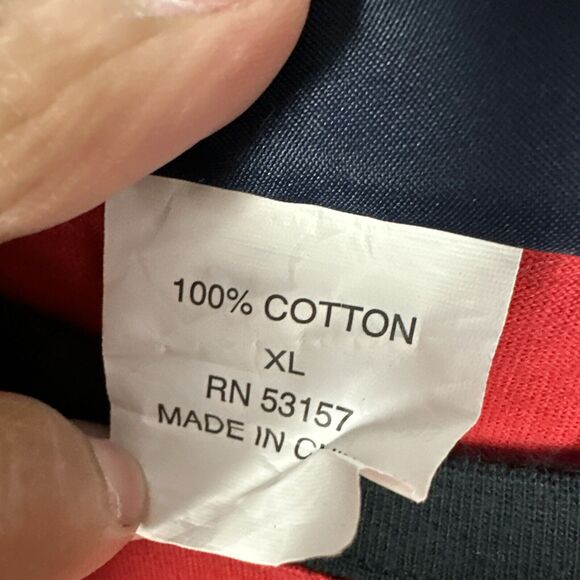 100% COTTON
XL
RN 53157
MADE IN